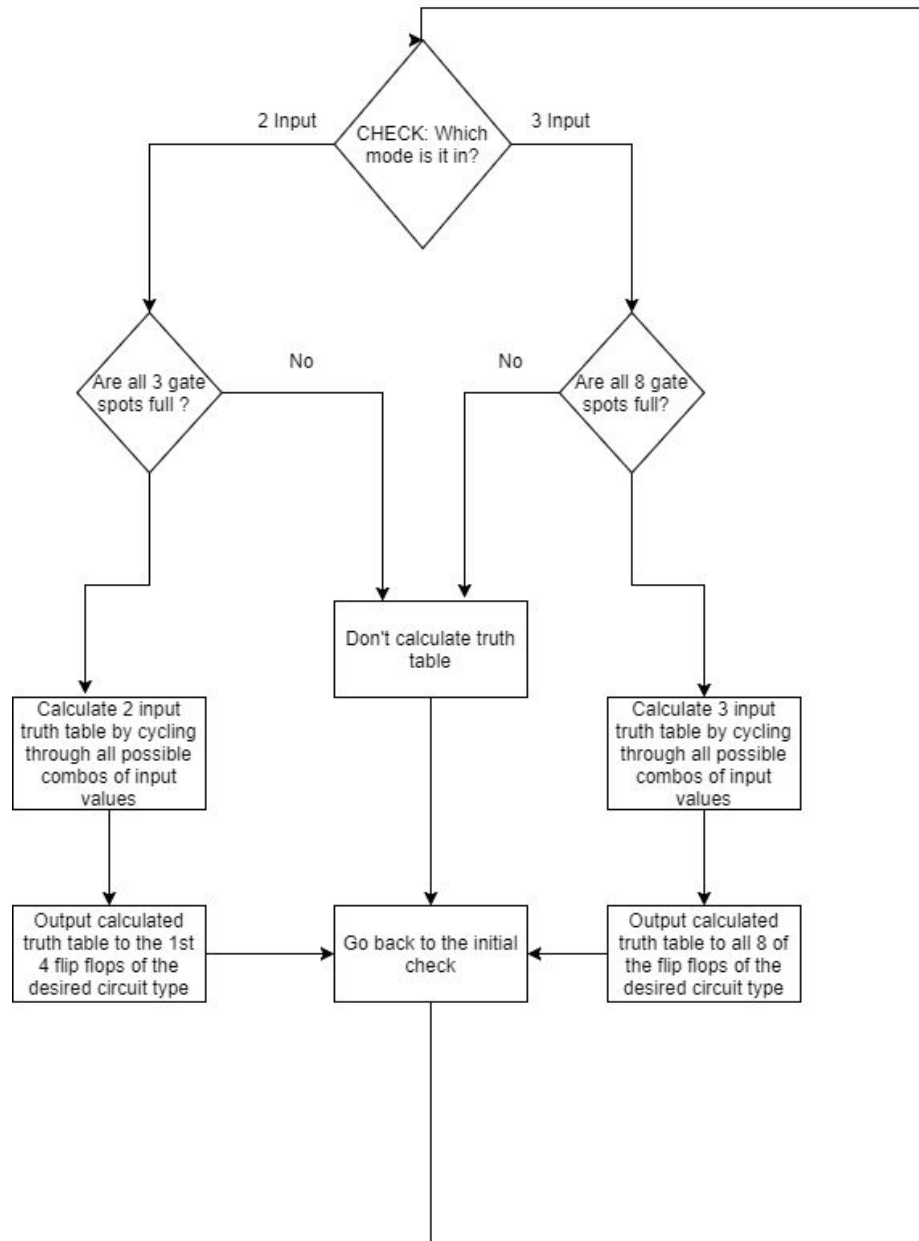 2 Input
3 Input
CHECK: Which
mode is it in?
No
No
Are all 3 gate
spots full ?
Are all 8 gate
spots full?
Don't calculate truth
table
Calculate 2 input
truth table by cycling
through all possible
combos of input
values
Calculate 3 input
truth table by cycling
through all possible
combos of input
values
Output calculated
truth table to the 1st
4 flip flops of the
desired circuit type
Go back to the initial
check
Output calculated
truth table to all 8 of
the flip flops of the
desired circuit type